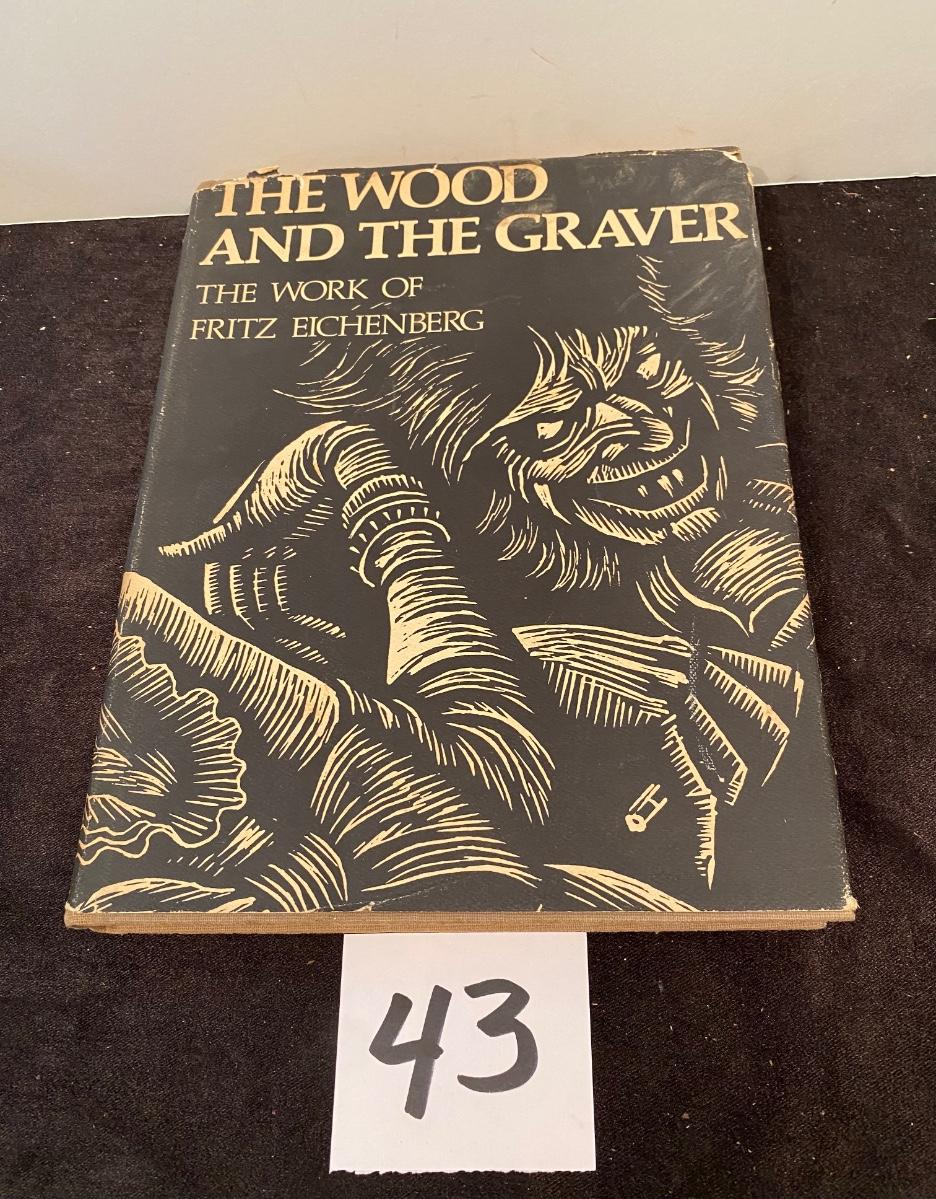 THE WOOD
AND THE GRAVER
THE WORK OF
FRITZ EICHENBERG
43